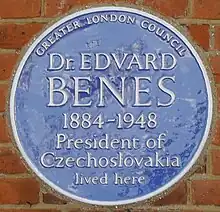 GREATER LONDON COUNCIL
Dr. EDVARD
BENES
1884-1948
President of
Czechoslovakia
lived here